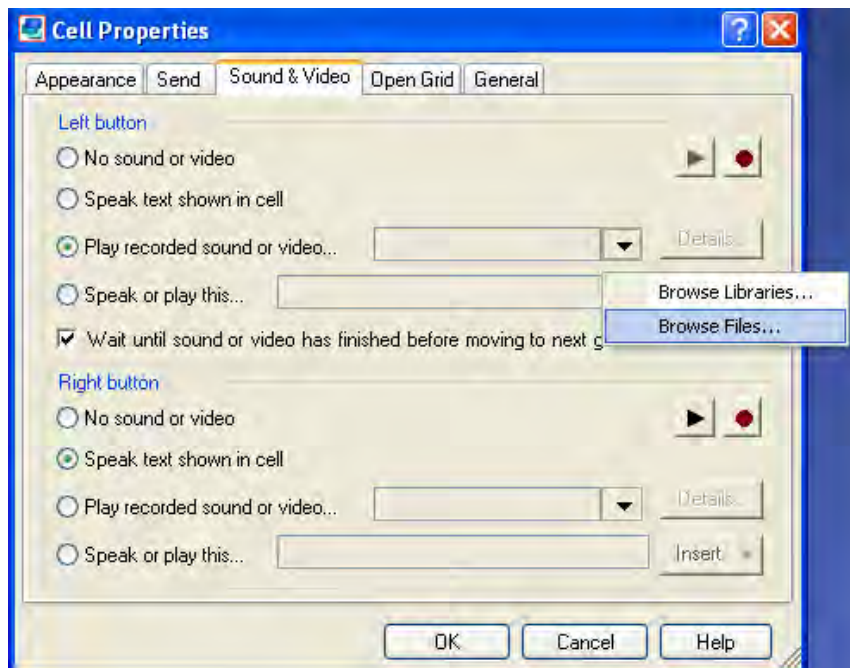 Cell Properties
Appearance Send Sound & Video Open Grid General
Left button
No sound or video
Speak text shown in cell
Play recorded sound or video... Details...
Speak or play this... Browse Libraries...
Browse Files...
Wait until sound or video has finished before moving to next g
Right button
No sound or video
Speak text shown in cell
Play recorded sound or video... Details...
Speak or play this... Insert
OK Cancel Help